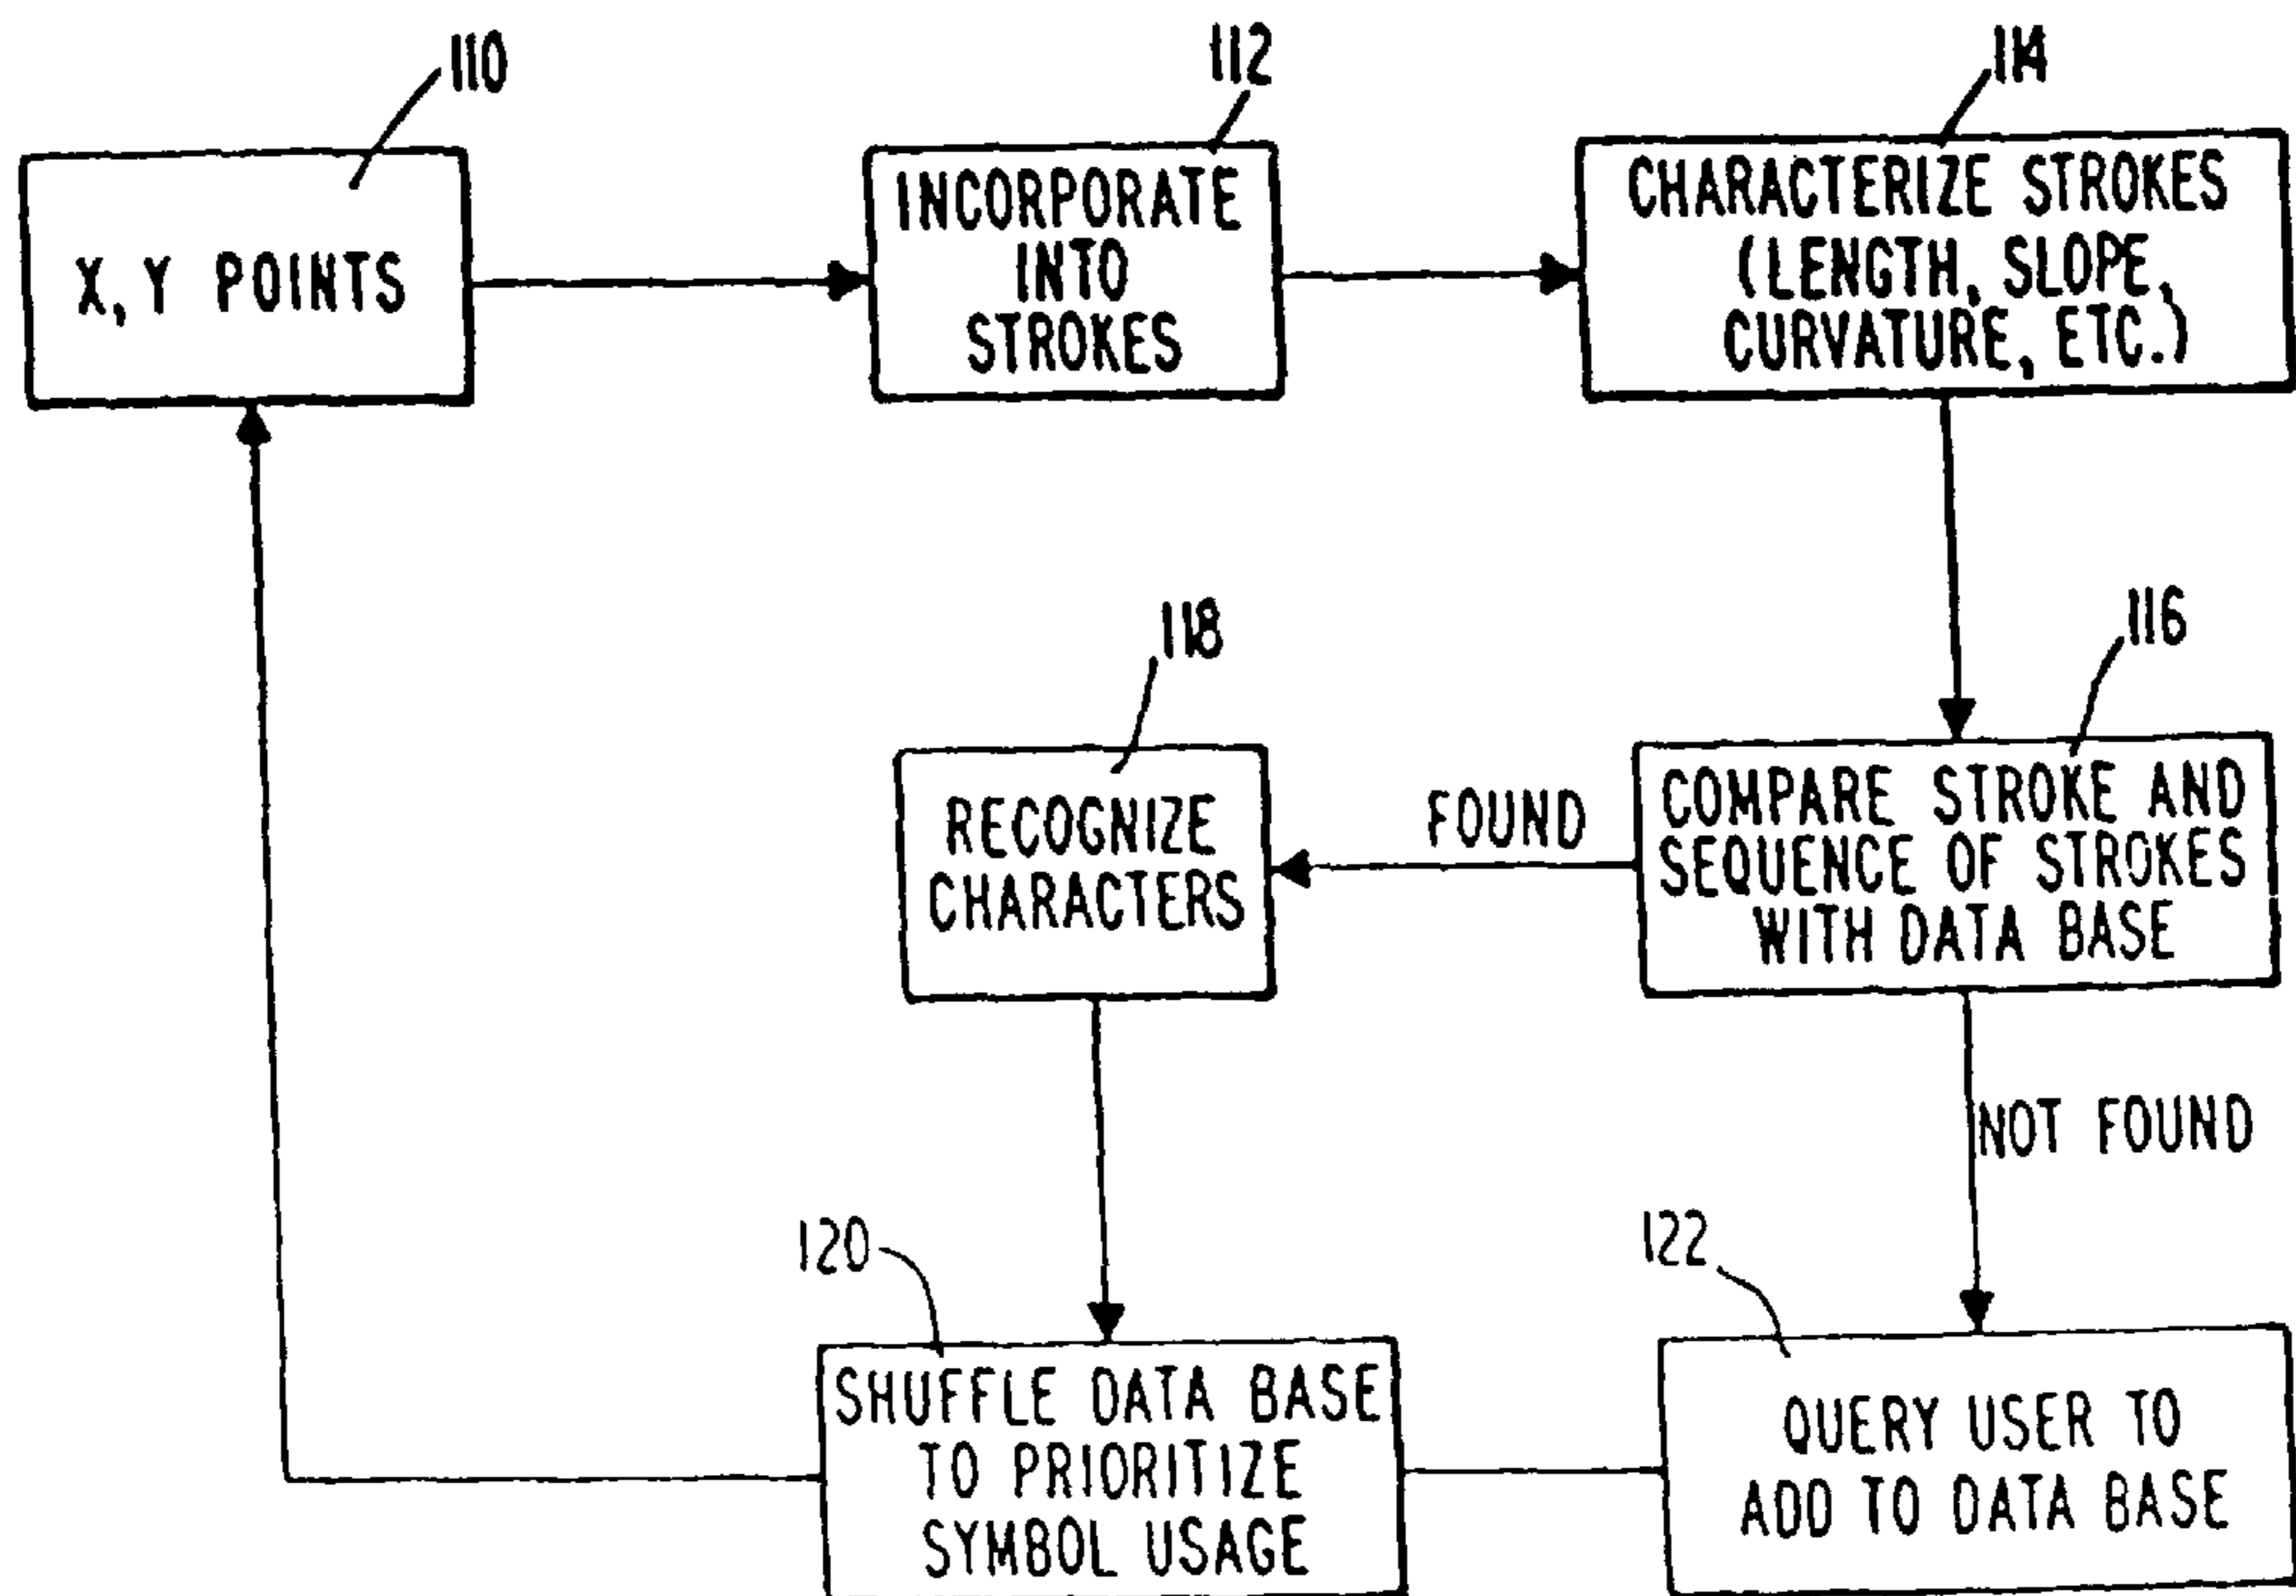 110
X, Y POINTS
112
INCORPORATE
INTO
STROKES
114
CHARACTERIZE STROKES
(LENGTH, SLOPE,
CURVATURE, ETC.)
116
COMPARE STROKE AND
SEQUENCE OF STROKES
WITH DATA BASE
FOUND
118
RECOGNIZE
CHARACTERS
NOT FOUND
120
SHUFFLE DATA BASE
TO PRIORITIZE
SYMBOL USAGE
122
QUERY USER TO
ADD TO DATA BASE